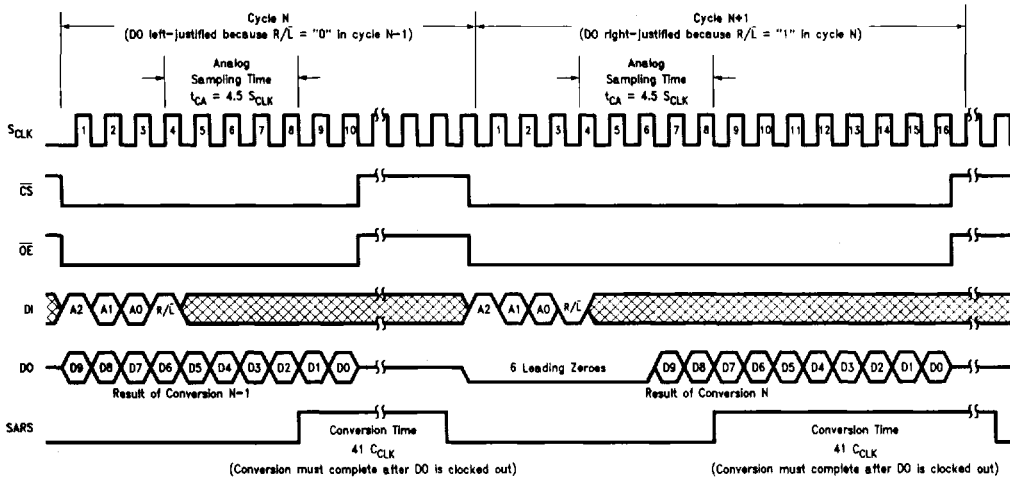 Cycle N
(DO left-justified because R/L̅ = "0" in cycle N−1)
Cycle N+1
(DO right-justified because R/L̅ = "1" in cycle N)
Analog
Sampling Time
tCA = 4.5 SCLK
Analog
Sampling Time
tCA = 4.5 SCLK
SCLK 1 2 3 4 5 6 7 8 9 10 1 2 3 4 5 6 7 8 9 10 11 12 13 14 15 16
C̅S̅
O̅E̅
DI A2 A1 A0 R/L̅ A2 A1 A0 R/L̅
DO D9 D8 D7 D6 D5 D4 D3 D2 D1 D0 6 Leading Zeroes D9 D8 D7 D6 D5 D4 D3 D2 D1 D0
Result of Conversion N−1
Result of Conversion N
SARS
Conversion Time
41 CCLK
(Conversion must complete after DO is clocked out)
Conversion Time
41 CCLK
(Conversion must complete after DO is clocked out)